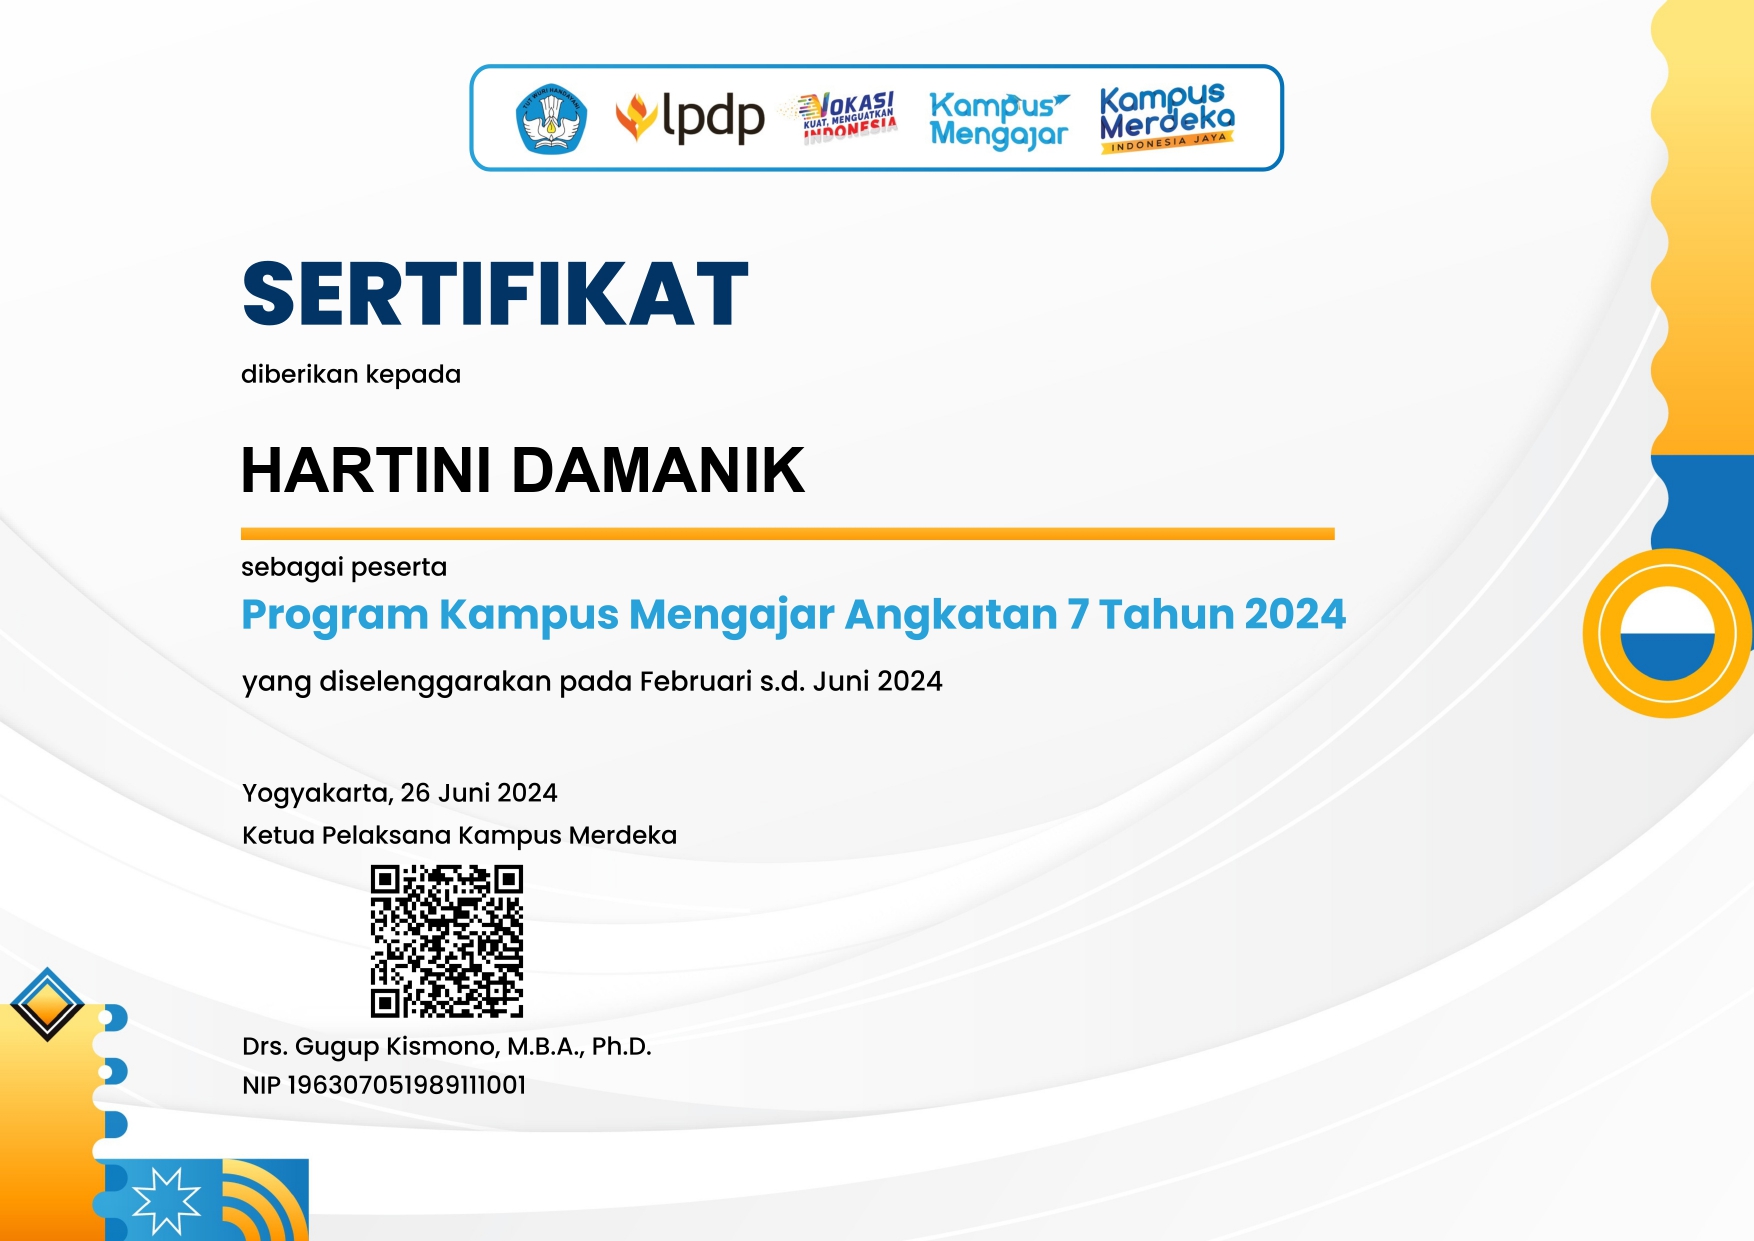 TUT WURI HANDAYANI
lpdp
VOKASI
KUAT, MENGUATKAN
INDONESIA
Kampus
Mengajar
Kampus
Merdeka
INDONESIA JAYA
SERTIFIKAT
diberikan kepada
HARTINI DAMANIK
sebagai peserta
Program Kampus Mengajar Angkatan 7 Tahun 2024
yang diselenggarakan pada Februari s.d. Juni 2024
Yogyakarta, 26 Juni 2024
Ketua Pelaksana Kampus Merdeka
Drs. Gugup Kismono, M.B.A., Ph.D.
NIP 196307051989111001